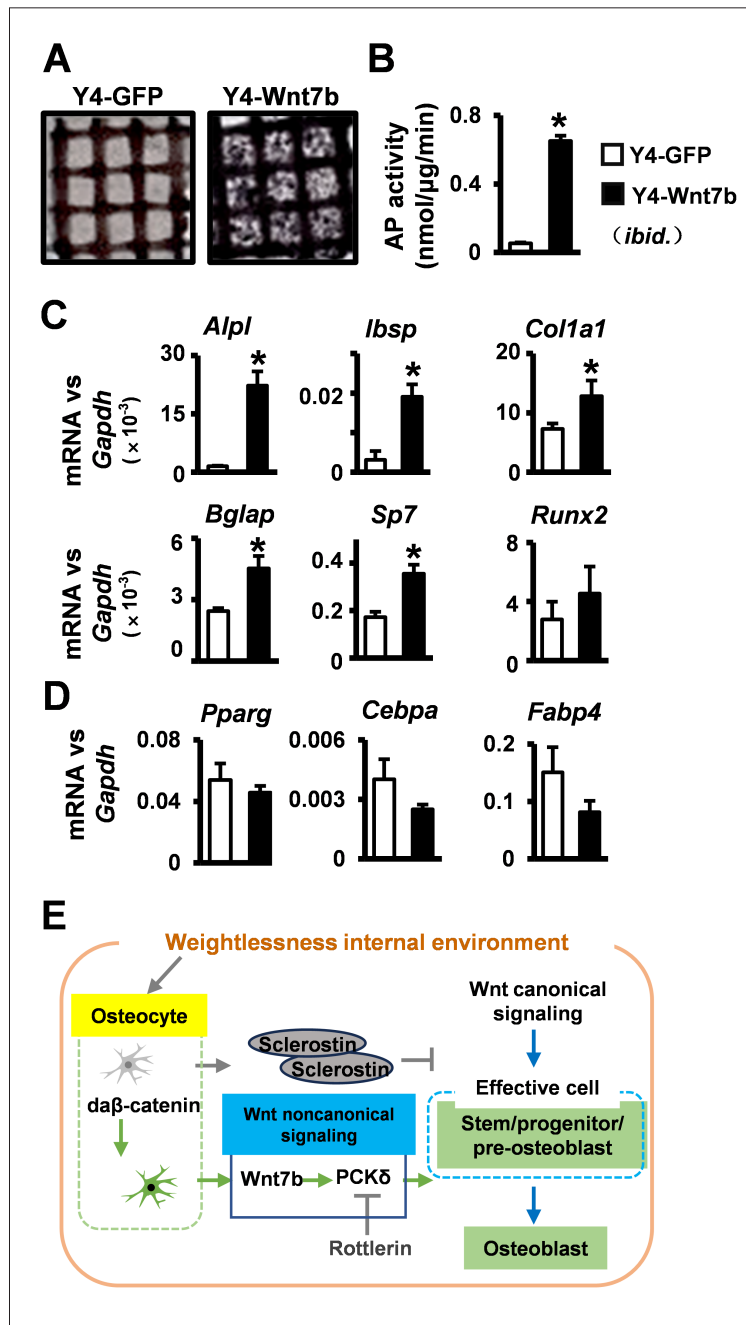 A
Y4-GFP
Y4-Wnt7b
B
AP activity
(nmol/μg/min)
0.8
0.4
0
*
Y4-GFP
Y4-Wnt7b
(ibid.)
C
mRNA vs
Gapdh
(×10⁻³)
Alpl
30
15
0
*
Ibsp
0.02
0
*
Col1a1
20
10
0
*
mRNA vs
Gapdh
(×10⁻³)
Bglap
6
3
0
*
Sp7
0.4
0.2
0
*
Runx2
8
4
0
D
mRNA vs
Gapdh
Pparg
0.08
0.04
0
Cebpa
0.006
0.003
0
Fabp4
0.2
0.1
0
E
Weightlessness internal environment
Osteocyte
daβ-catenin
Sclerostin
Sclerostin
Wnt canonical
signaling
Effective cell
Stem/progenitor/
pre-osteoblast
Wnt noncanonical
signaling
Wnt7b
PCKδ
Rottlerin
Osteoblast